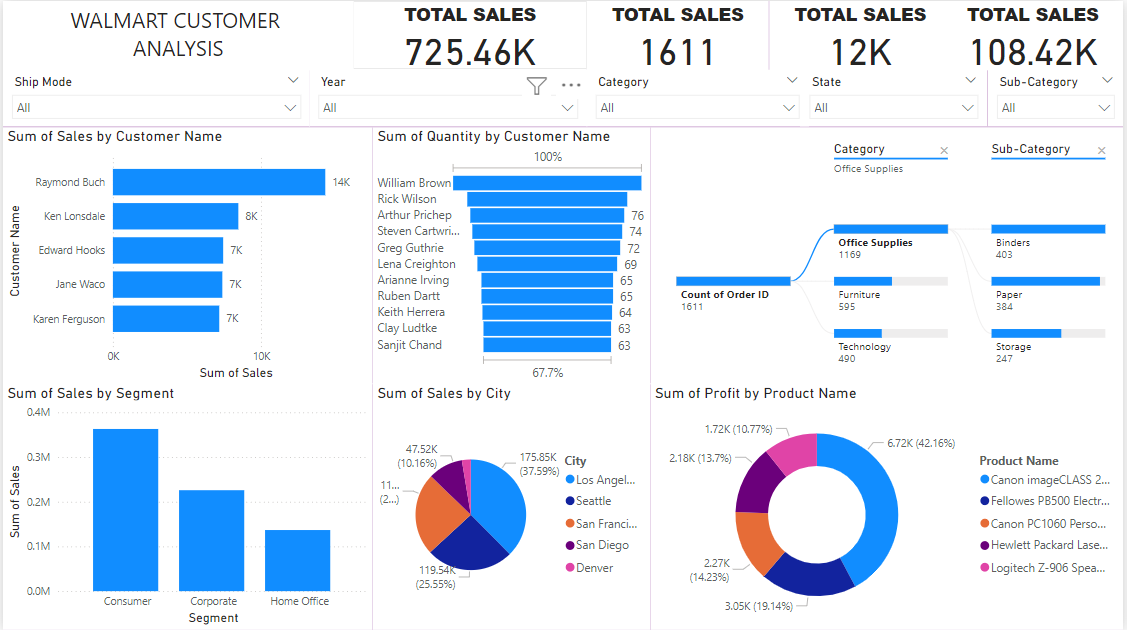 WALMART CUSTOMER
ANALYSIS
TOTAL SALES
725.46K
TOTAL SALES
1611
TOTAL SALES
12K
TOTAL SALES
108.42K
Ship Mode
All
Year
All
Category
All
State
All
Sub-Category
All
Sum of Sales by Customer Name
Customer Name
Raymond Buch
14K
Ken Lonsdale
8K
Edward Hooks
7K
Jane Waco
7K
Karen Ferguson
7K
0K
10K
Sum of Sales
Sum of Quantity by Customer Name
100%
William Brown
Rick Wilson
Arthur Prichep
76
Steven Cartwri...
74
Greg Guthrie
72
Lena Creighton
69
Arianne Irving
65
Ruben Dartt
65
Keith Herrera
64
Clay Ludtke
63
Sanjit Chand
63
67.7%
Category
Office Supplies
Sub-Category
Count of Order ID
1611
Office Supplies
1169
Furniture
595
Technology
490
Binders
403
Paper
384
Storage
247
Sum of Sales by Segment
Sum of Sales
0.4M
0.3M
0.2M
0.1M
0.0M
Consumer
Corporate
Home Office
Segment
Sum of Sales by City
175.85K
(37.59%)
119.54K
(25.55%)
11...
(2...)
47.52K
(10.16%)
City
Los Angel...
Seattle
San Franci...
San Diego
Denver
Sum of Profit by Product Name
6.72K (42.16%)
3.05K (19.14%)
2.27K
(14.23%)
2.18K (13.7%)
1.72K (10.77%)
Product Name
Canon imageCLASS 2...
Fellowes PB500 Electr...
Canon PC1060 Perso...
Hewlett Packard Lase...
Logitech Z-906 Spea...